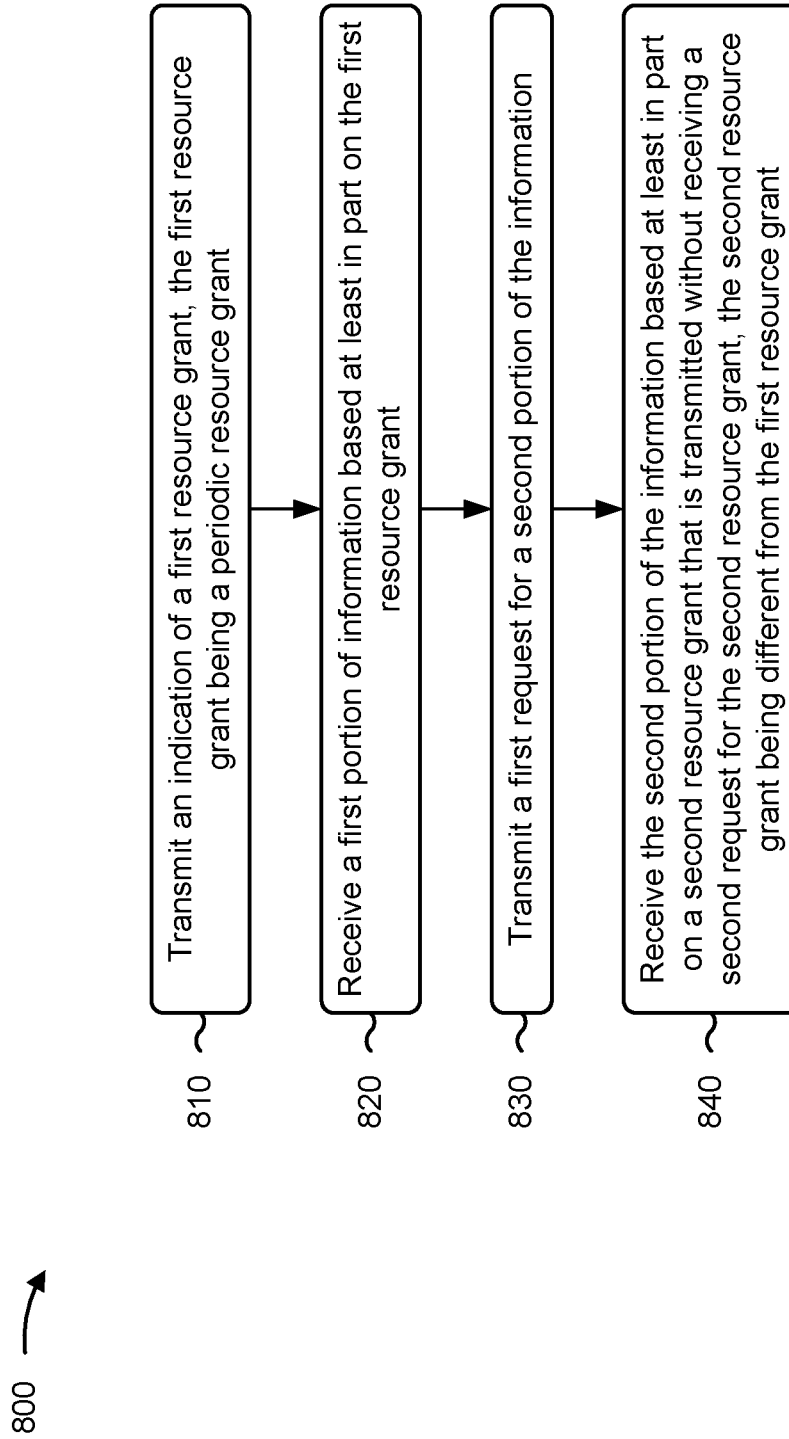 800
810
Transmit an indication of a first resource grant, the first resource
grant being a periodic resource grant
820
Receive a first portion of information based at least in part on the first
resource grant
830
Transmit a first request for a second portion of the information
840
Receive the second portion of the information based at least in part
on a second resource grant that is transmitted without receiving a
second request for the second resource grant, the second resource
grant being different from the first resource grant